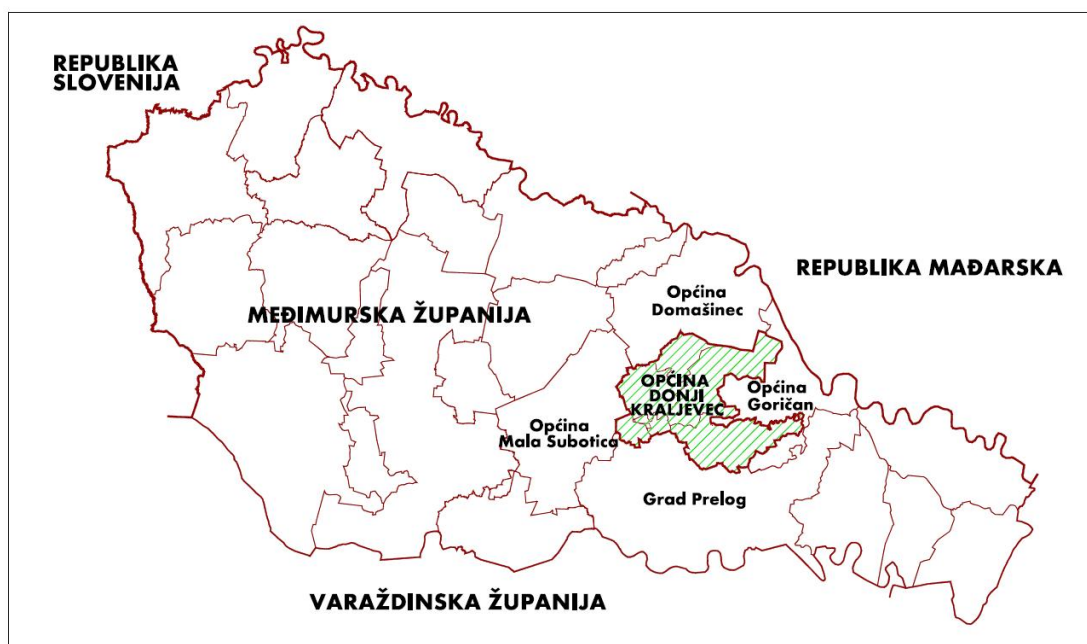 REPUBLIKA
SLOVENIJA
REPUBLIKA MAĐARSKA
Općina
Domašinec
MEĐIMURSKA ŽUPANIJA
OPĆINA
DONJI
KRALJEVEC
Općina
Goričan
Općina
Mala Subotica
Grad Prelog
VARAŽDINSKA ŽUPANIJA